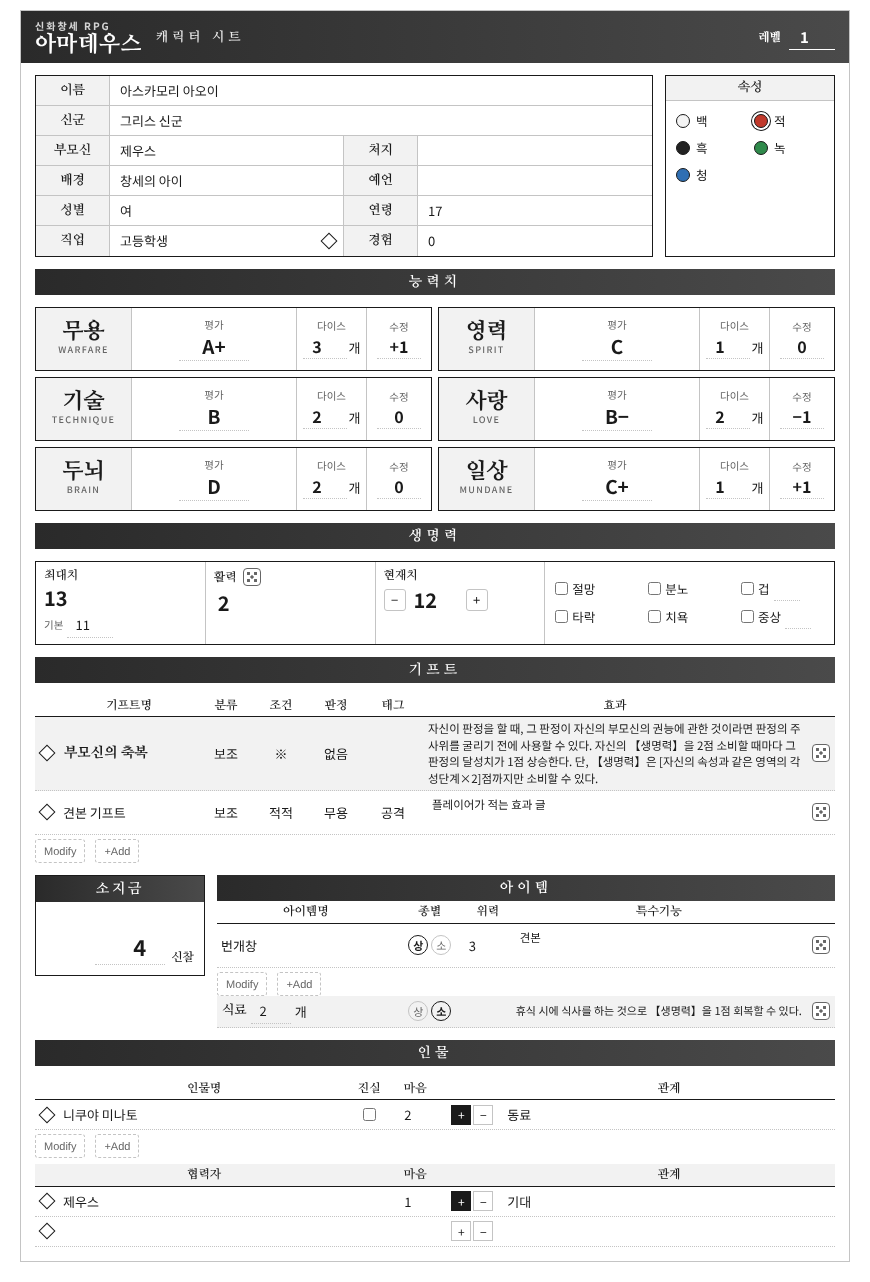 신화창세 RPG
아마데우스 캐릭터 시트 레벨 1
이름 아스카모리 아오이
신군 그리스 신군
부모신 제우스 처지
배경 창세의 아이 예언
성별 여 연령 17
직업 고등학생 경험 0
속성
백 적
흑 녹
청
능력치
무용 WARFARE 평가 A+ 다이스 3 개 수정 +1
영력 SPIRIT 평가 C 다이스 1 개 수정 0
기술 TECHNIQUE 평가 B 다이스 2 개 수정 0
사랑 LOVE 평가 B− 다이스 2 개 수정 −1
두뇌 BRAIN 평가 D 다이스 2 개 수정 0
일상 MUNDANE 평가 C+ 다이스 1 개 수정 +1
생명력
최대치
13
기본 11
활력
2
현재치
− 12 +
절망 분노 겁
타락 치욕 중상
기프트
기프트명 분류 조건 판정 태그 효과
부모신의 축복 보조 ※ 없음
자신이 판정을 할 때, 그 판정이 자신의 부모신의 권능에 관한 것이라면 판정의 주
사위를 굴리기 전에 사용할 수 있다. 자신의 【생명력】을 2점 소비할 때마다 그
판정의 달성치가 1점 상승한다. 단, 【생명력】은 [자신의 속성과 같은 영역의 각
성단계×2]점까지만 소비할 수 있다.
견본 기프트 보조 적적 무용 공격 플레이어가 적는 효과 글
Modify +Add
소지금
4 신찰
아이템
아이템명 종별 위력 특수기능
번개창 상 소 3 견본
Modify +Add
식료 2 개 상 소 휴식 시에 식사를 하는 것으로 【생명력】을 1점 회복할 수 있다.
인물
인물명 진실 마음 관계
니쿠야 미나토 2 + − 동료
Modify +Add
협력자 마음 관계
제우스 1 + − 기대
+ −